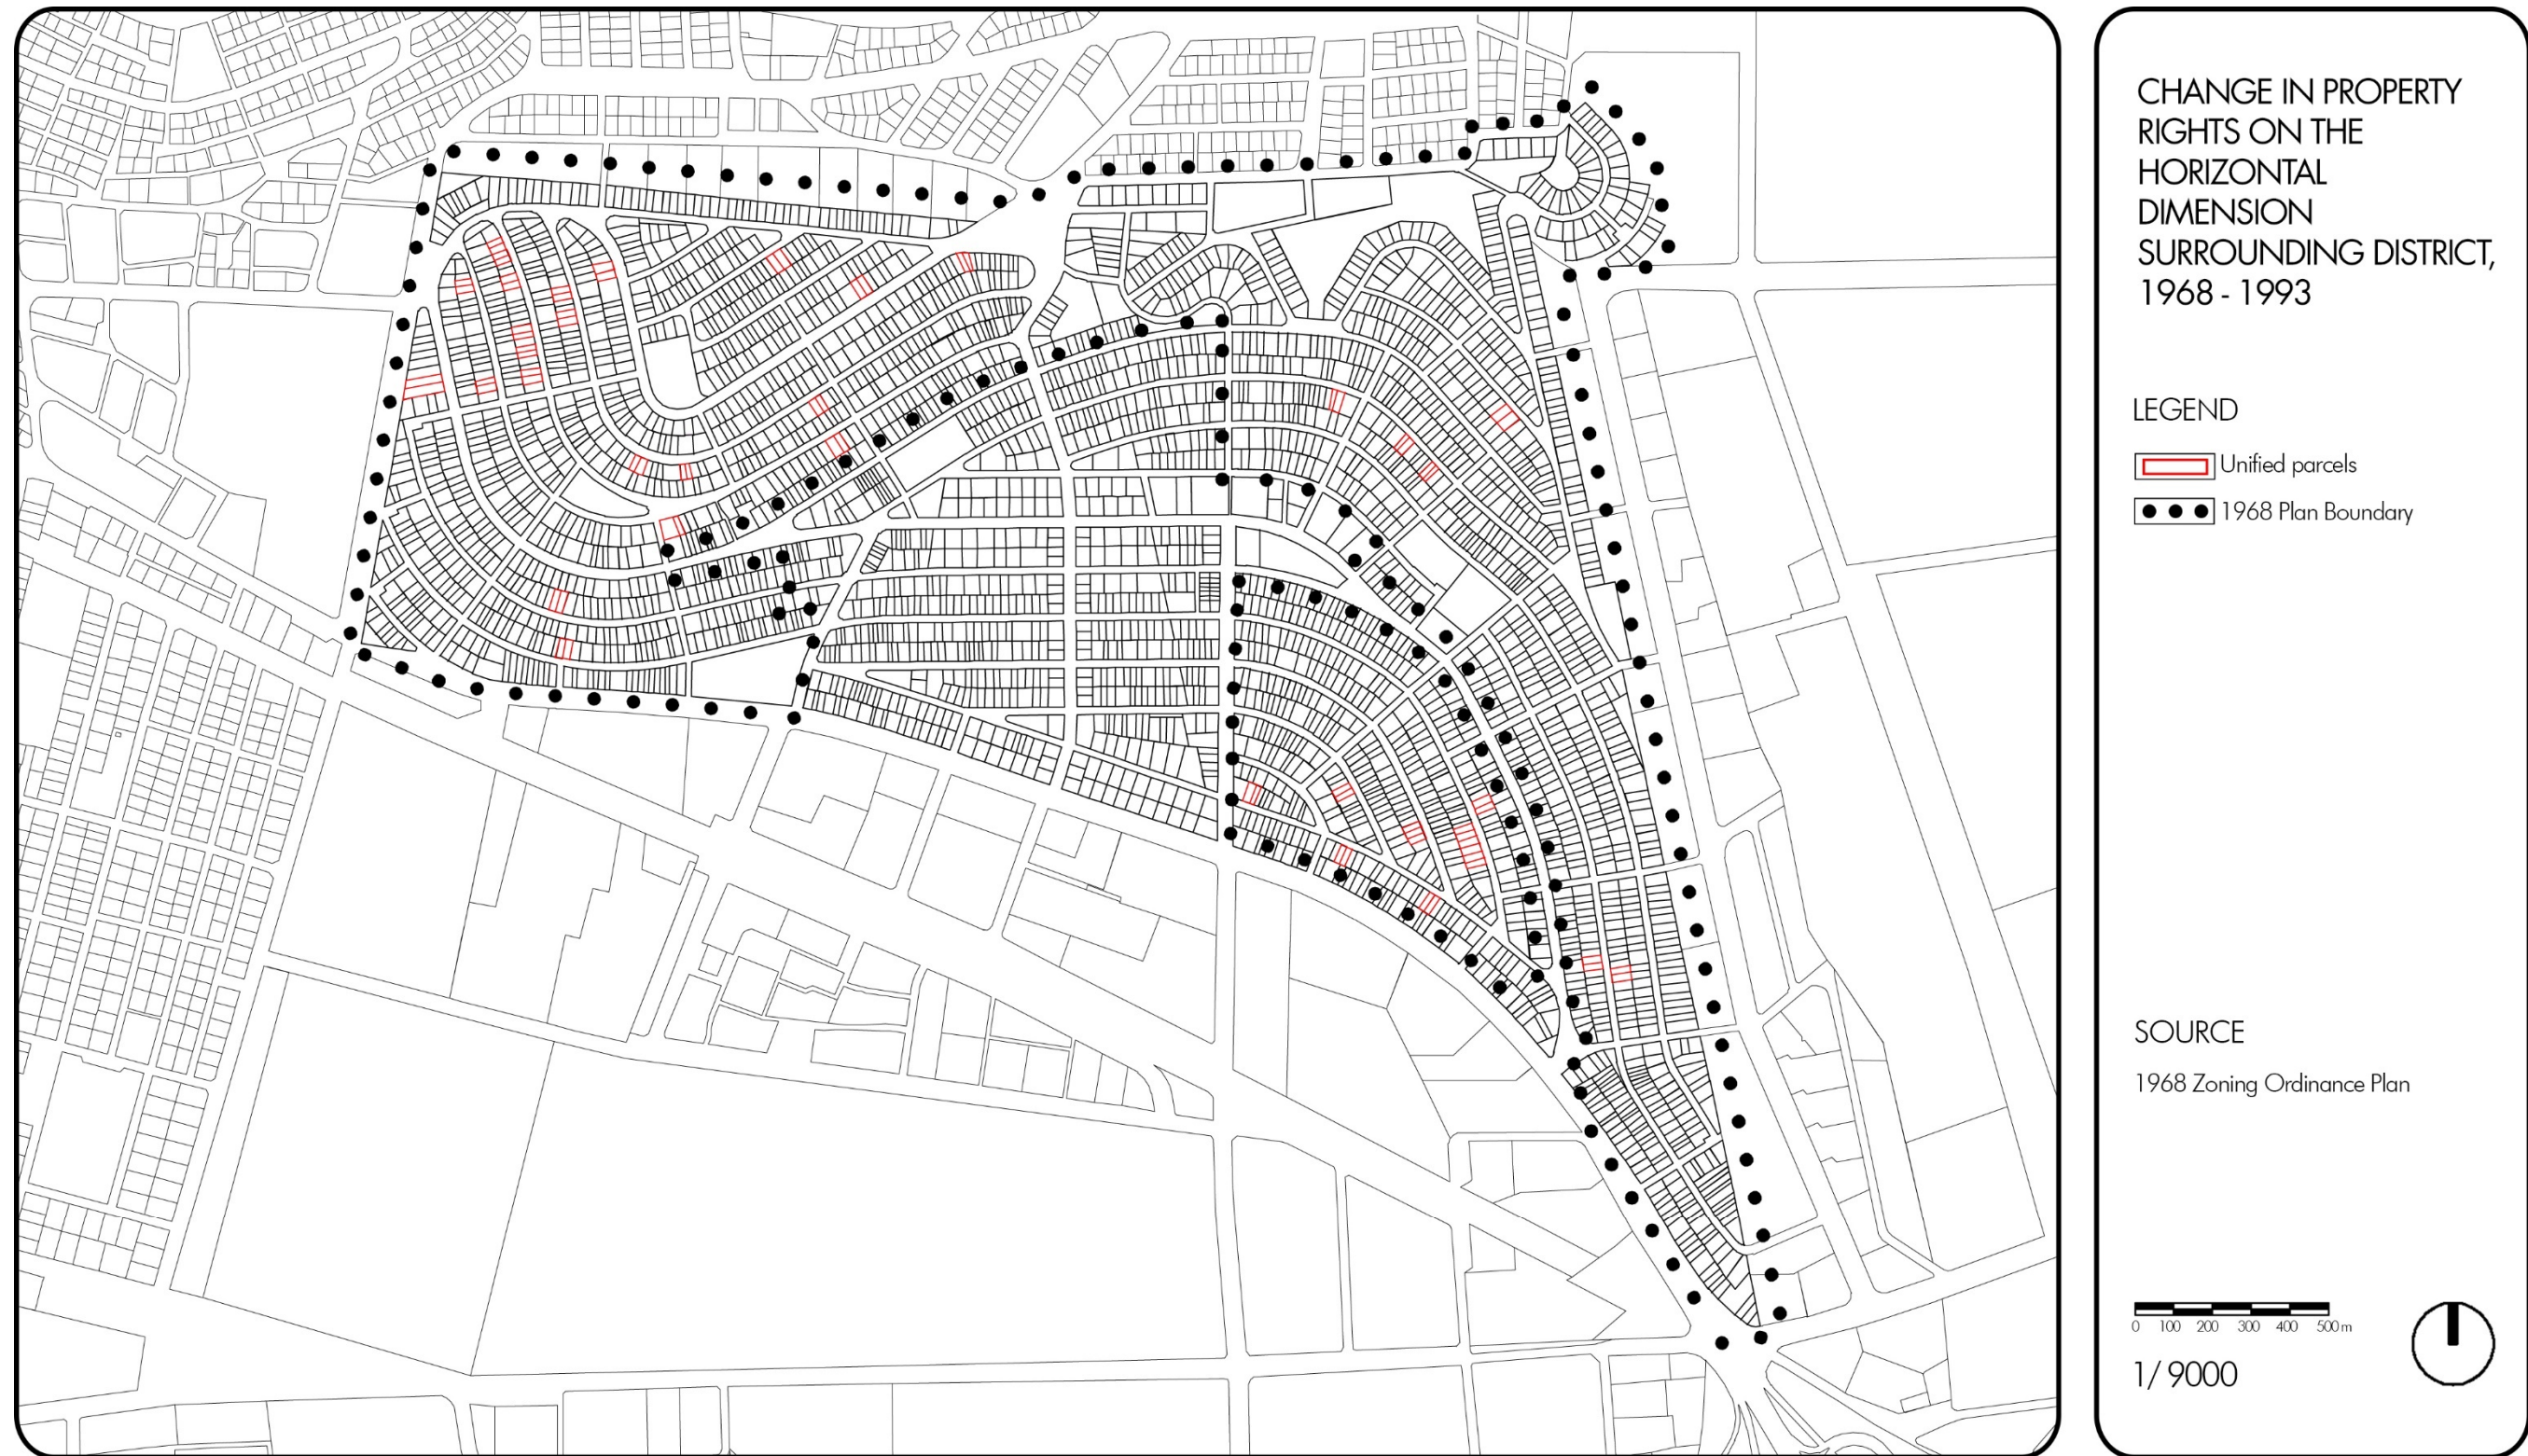 CHANGE IN PROPERTY
RIGHTS ON THE
HORIZONTAL
DIMENSION
SURROUNDING DISTRICT,
1968 - 1993
LEGEND
Unified parcels
1968 Plan Boundary
SOURCE
1968 Zoning Ordinance Plan
0 100 200 300 400 500 m
1/ 9000